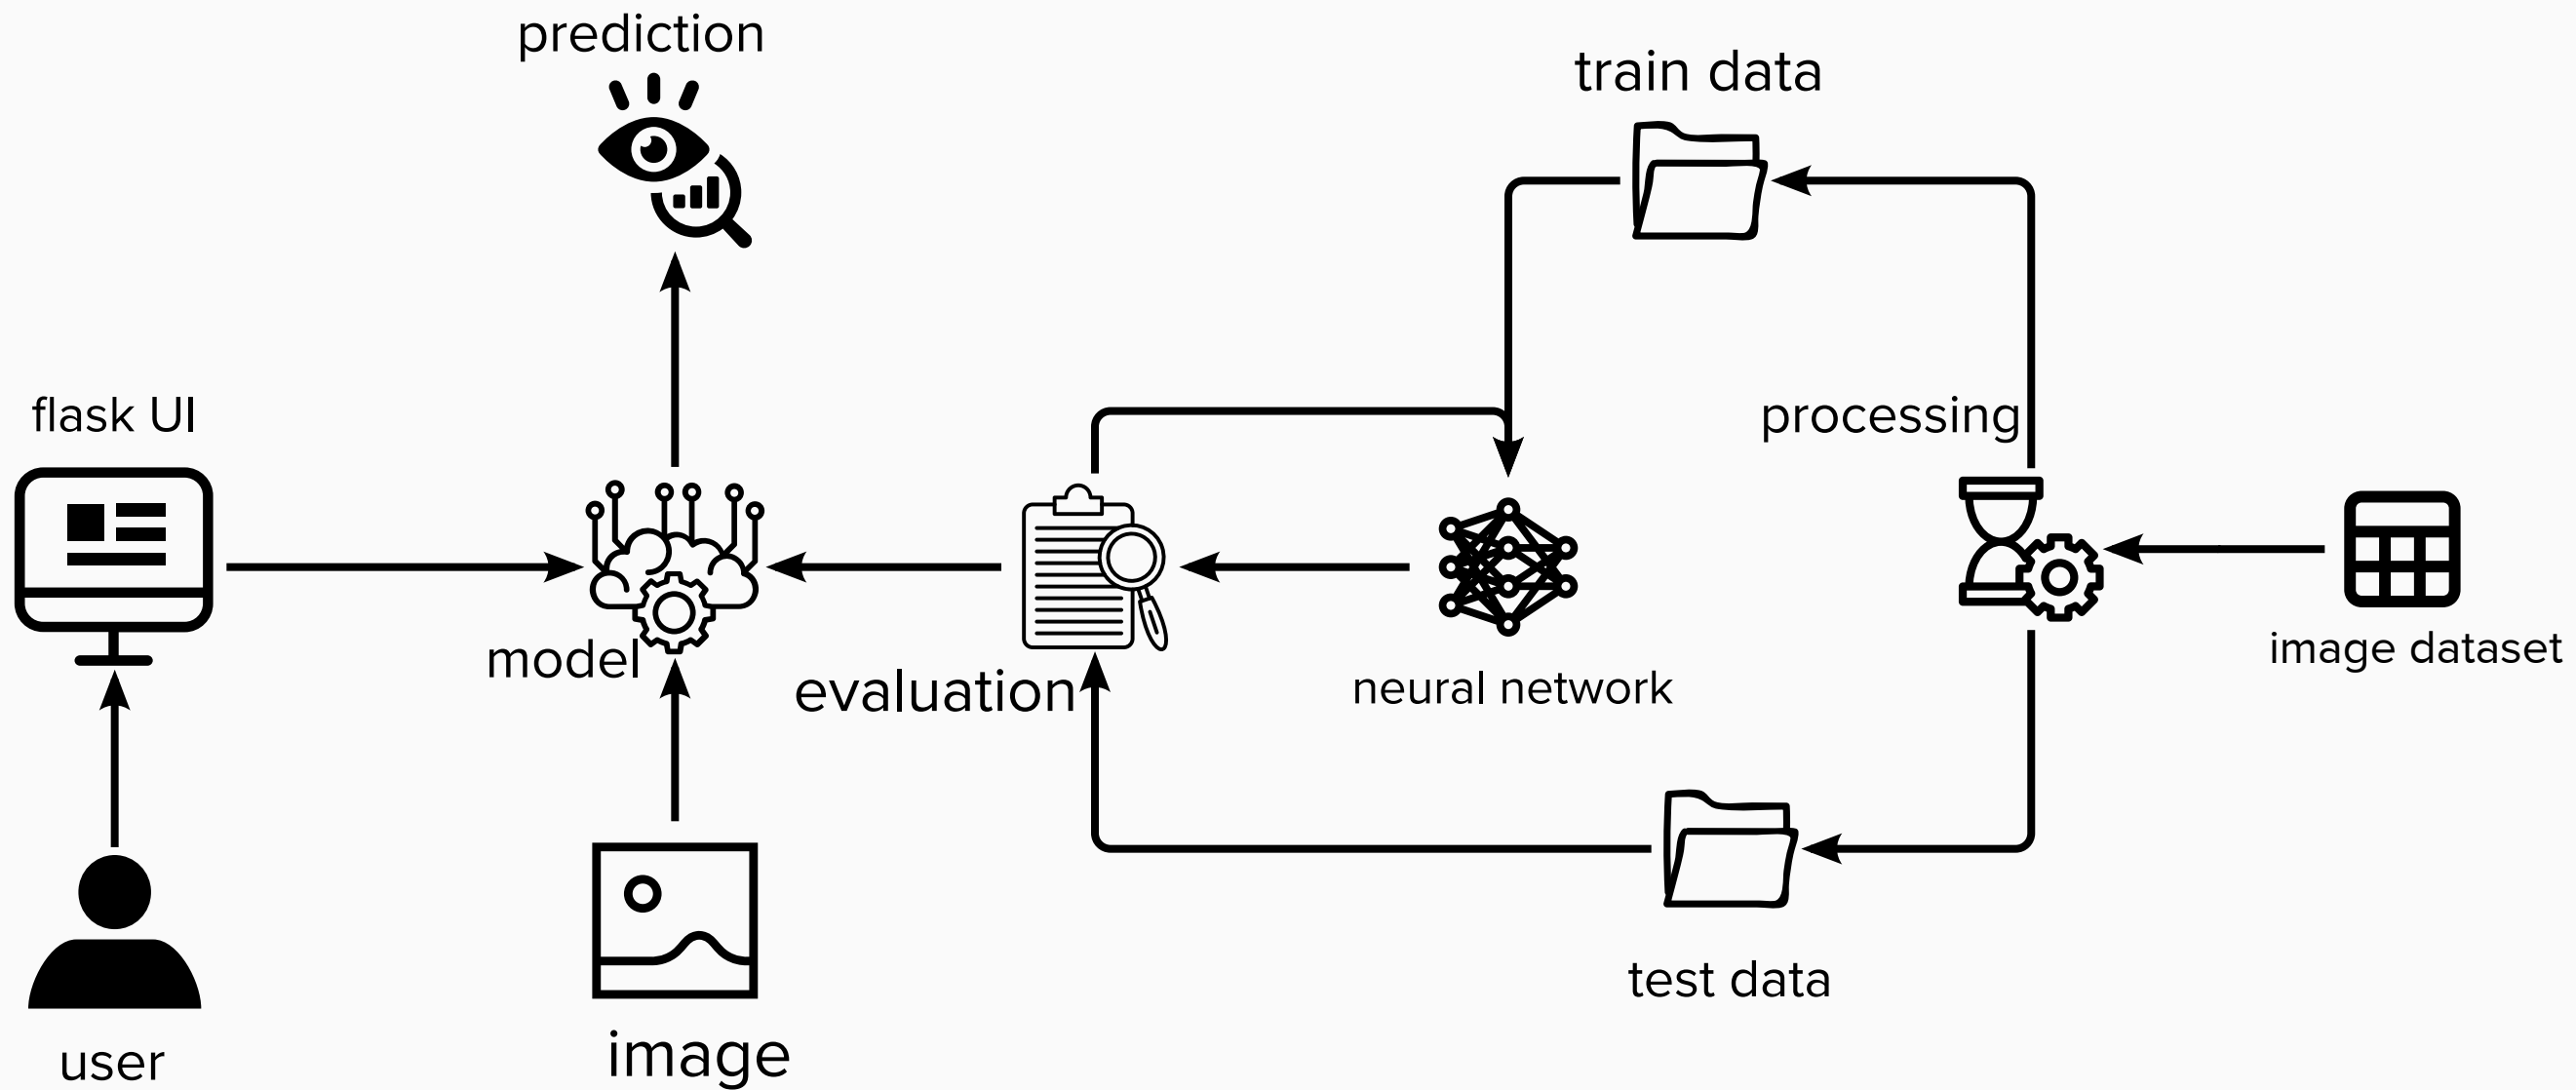 prediction
train data
flask UI
processing
model
evaluation
neural network
image dataset
test data
image
user